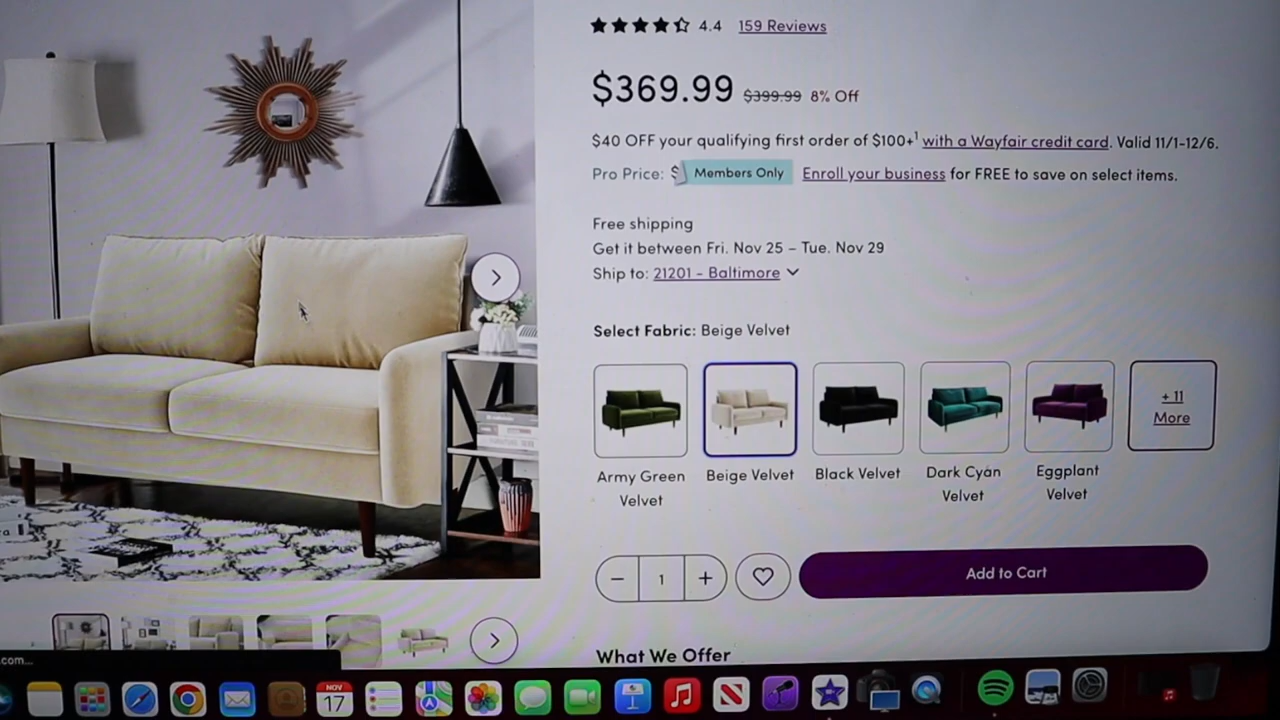 4.4 159 Reviews
$369.99 $399.99 8% Off
$40 OFF your qualifying first order of $100+1 with a Wayfair credit card. Valid 11/1-12/6.
Pro Price: $ Members Only Enroll your business for FREE to save on select items.
Free shipping
Get it between Fri. Nov 25 – Tue. Nov 29
Ship to: 21201 - Baltimore
Select Fabric: Beige Velvet
+ 11
More
Army Green
Velvet
Beige Velvet
Black Velvet
Dark Cyan
Velvet
Eggplant
Velvet
1
Add to Cart
What We Offer
.com...
NOV
17